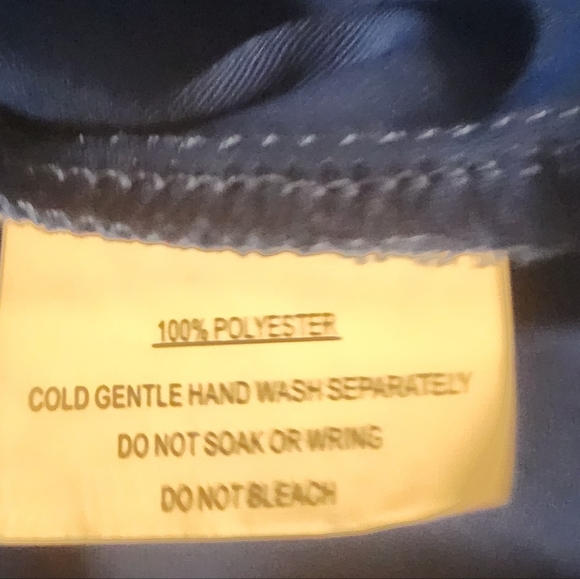 100% POLYESTER
COLD GENTLE HAND WASH SEPARATELY
DO NOT SOAK OR WRING
DO NOT BLEACH